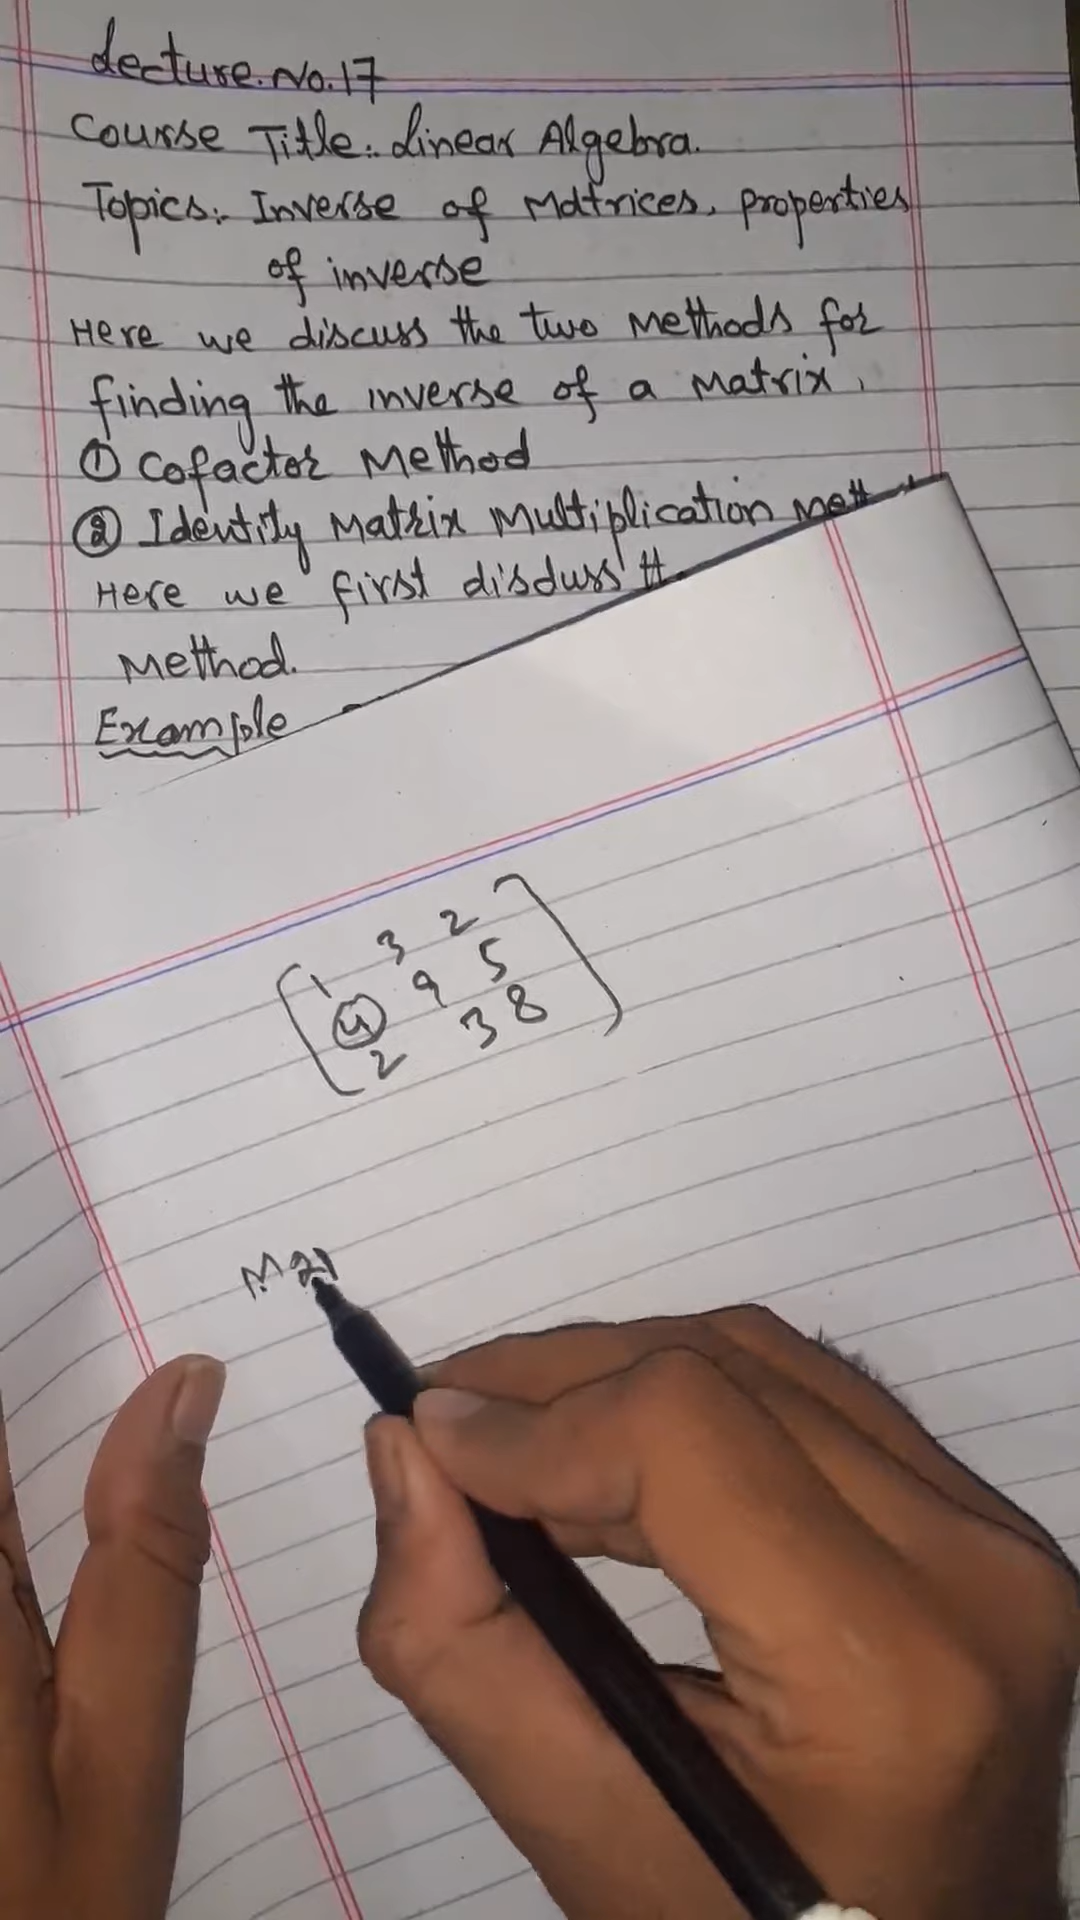 Lecture.No.17
Course Title:. Linear Algebra.
Topics:. Inverse of Matrices, properties
of inverse
Here we discuss the two Methods for
finding the inverse of a Matrix,
① Cofactor Method
② Identity Matrix Multiplication
Here we first disduss
Method.
Example
1 3 2
4 9 5
2 3 8
M21